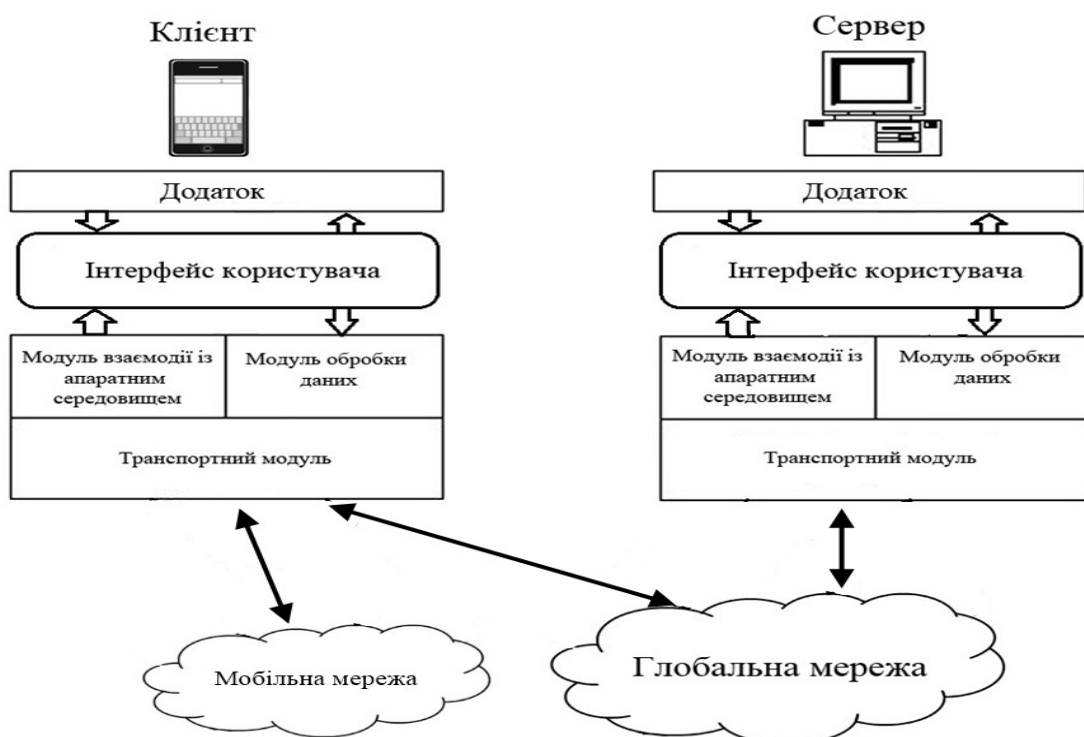 Клієнт
Додаток
Інтерфейс користувача
Модуль взаємодії із
апаратним
середовищем
Модуль обробки
даних
Транспортний модуль
Мобільна мережа
Сервер
Додаток
Інтерфейс користувача
Модуль взаємодії із
апаратним
середовищем
Модуль обробки
даних
Транспортний модуль
Глобальна мережа